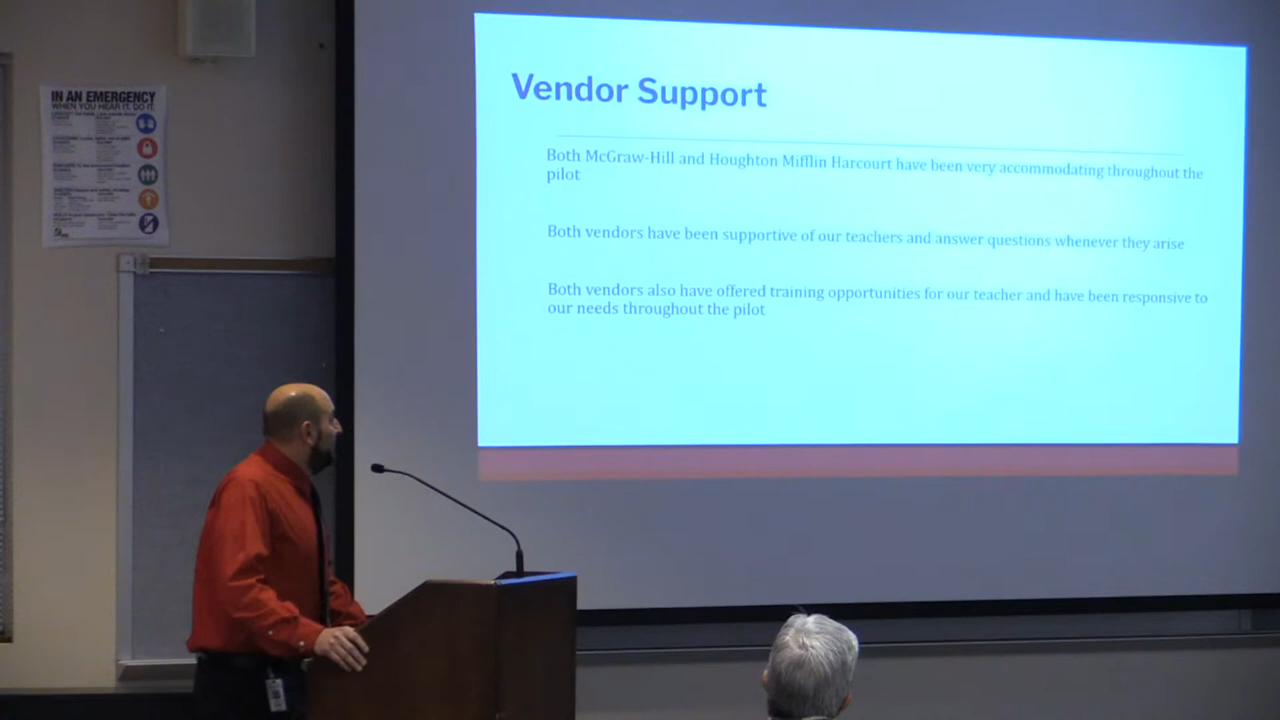 IN AN EMERGENCY
WHEN YOU HEAR IT. DO IT.
Vendor Support
Both McGraw-Hill and Houghton Mifflin Harcourt have been very accommodating throughout the
pilot
Both vendors have been supportive of our teachers and answer questions whenever they arise
Both vendors also have offered training opportunities for our teacher and have been responsive to
our needs throughout the pilot